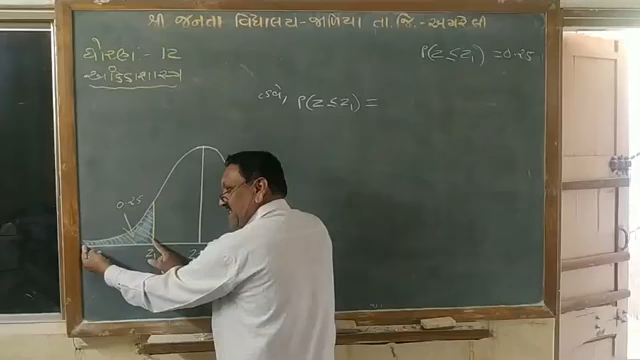 શ્રી જનતા વિદ્યાલય-જાળિયા તા.જિ.-અમરેલી
ધોરણ:- 12
આંકડાશાસ્ત્ર
P(Z≤Z₁) =0.25
હવે, P(Z≤Z₁) =
0.25